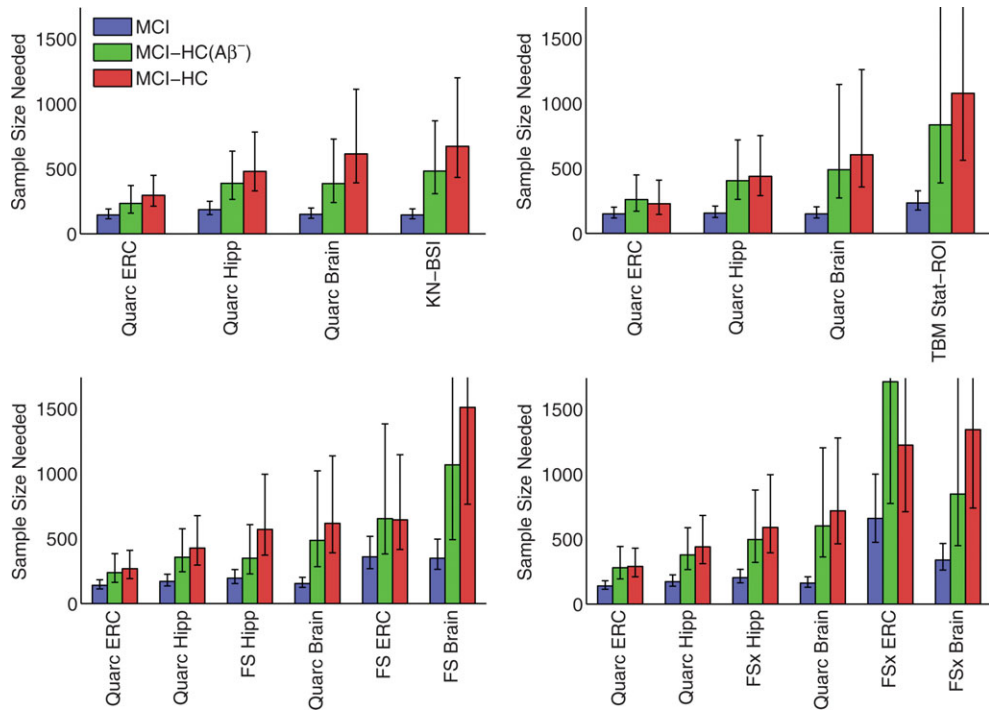 Sample Size Needed
1500
1000
500
0
MCI
MCI−HC(Aβ⁻)
MCI−HC
Quarc ERC
Quarc Hipp
Quarc Brain
KN−BSI
Sample Size Needed
1500
1000
500
0
Quarc ERC
Quarc Hipp
Quarc Brain
TBM Stat−ROI
Sample Size Needed
1500
1000
500
0
Quarc ERC
Quarc Hipp
FS Hipp
Quarc Brain
FS ERC
FS Brain
Sample Size Needed
1500
1000
500
0
Quarc ERC
Quarc Hipp
FSx Hipp
Quarc Brain
FSx ERC
FSx Brain